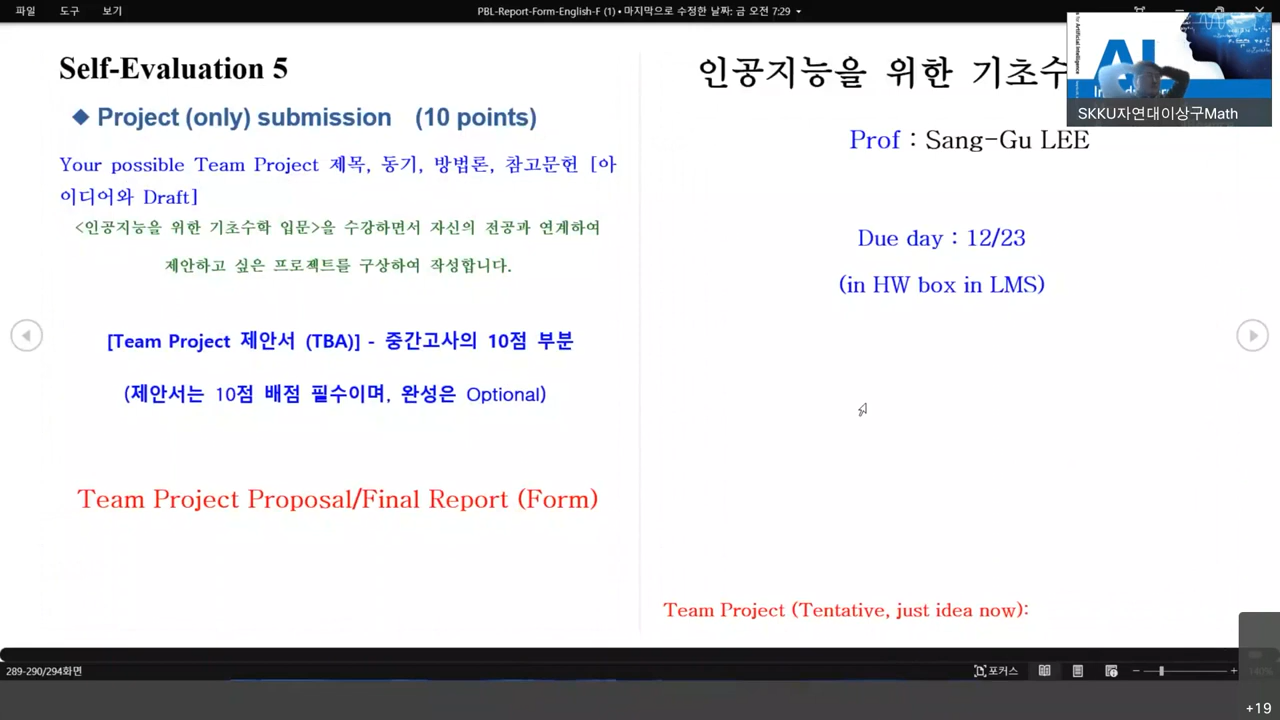 파일 도구 보기
PBL-Report-Form-English-F (1) • 마지막으로 수정한 날짜: 금 오전 7:29
Self-Evaluation 5
◆ Project (only) submission (10 points)
Your possible Team Project 제목, 동기, 방법론, 참고문헌 [아
이디어와 Draft]
<인공지능을 위한 기초수학 입문>을 수강하면서 자신의 전공과 연계하여
제안하고 싶은 프로젝트를 구상하여 작성합니다.
[Team Project 제안서 (TBA)] - 중간고사의 10점 부분
(제안서는 10점 배점 필수이며, 완성은 Optional)
Team Project Proposal/Final Report (Form)
인공지능을 위한 기초수
Prof : Sang-Gu LEE
Due day : 12/23
(in HW box in LMS)
Team Project (Tentative, just idea now):
to Artificial Intelligence
AI
SKKU자연대이상구Math
289-290/294화면
포커스
140%
+19